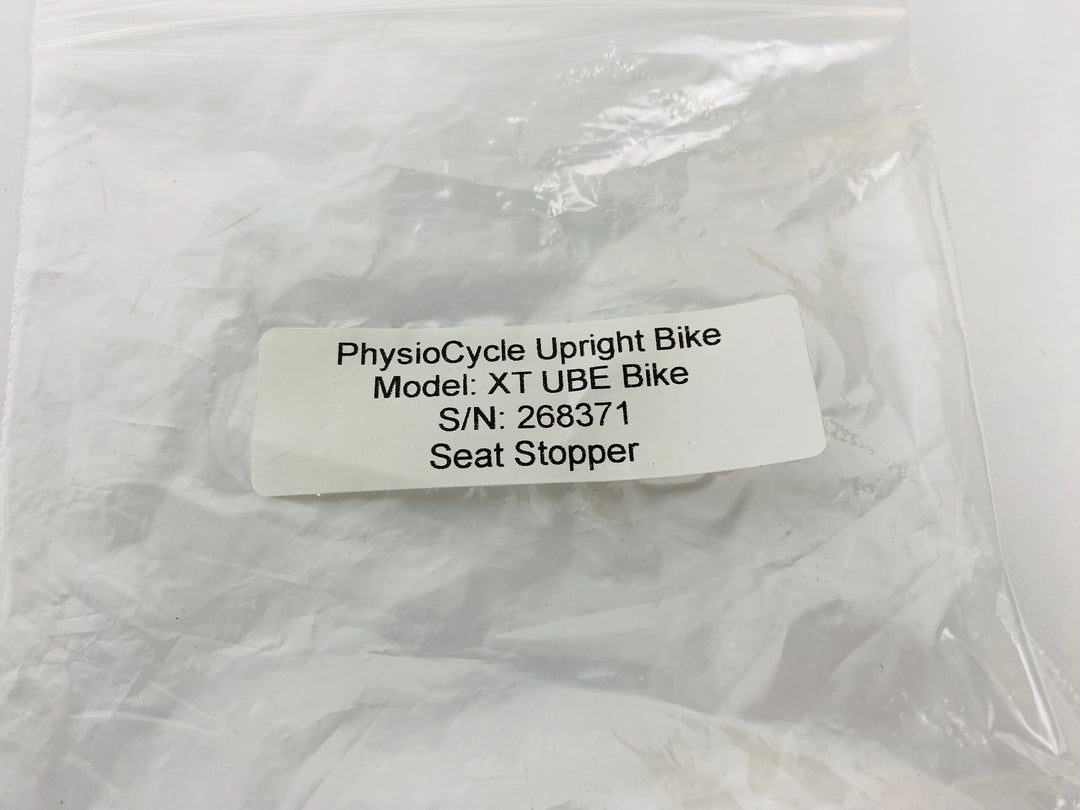 PhysioCycle Upright Bike
Model: XT UBE Bike
S/N: 268371
Seat Stopper